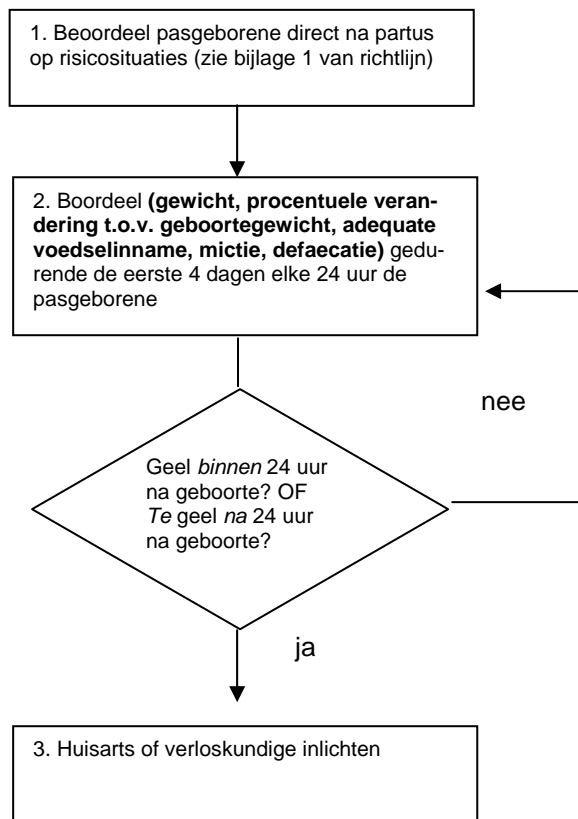 1. Beoordeel pasgeborene direct na partus
op risicosituaties (zie bijlage 1 van richtlijn)
2. Boordeel (gewicht, procentuele veran-
dering t.o.v. geboortegewicht, adequate
voedselinname, mictie, defaecatie) gedu-
rende de eerste 4 dagen elke 24 uur de
pasgeborene
nee
Geel binnen 24 uur
na geboorte? OF
Te geel na 24 uur
na geboorte?
ja
3. Huisarts of verloskundige inlichten